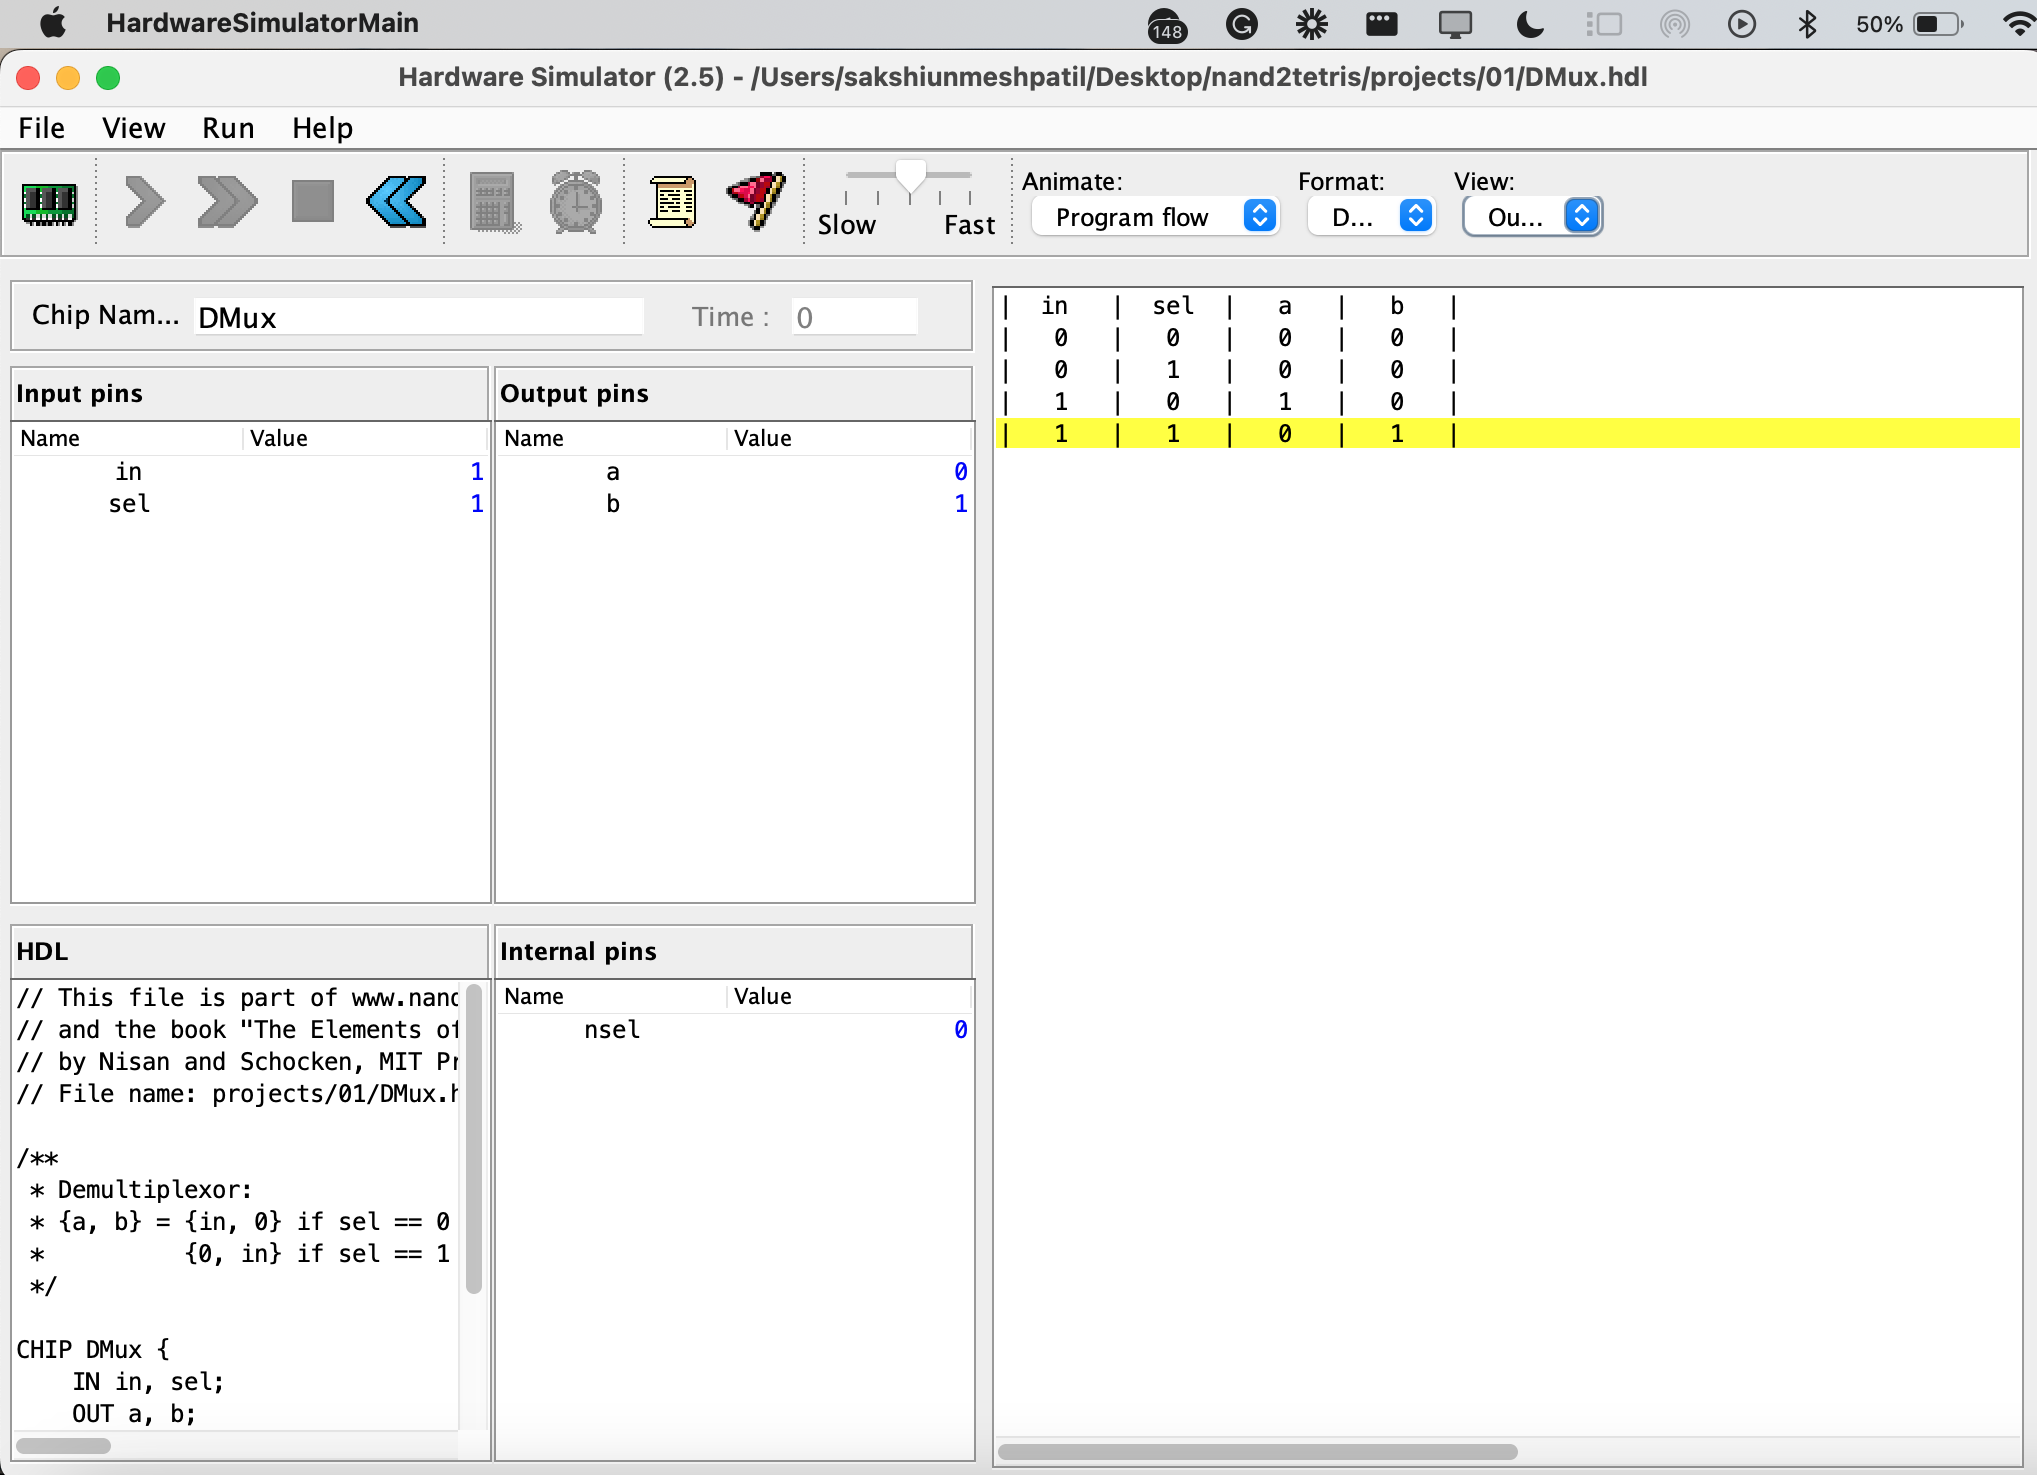 HardwareSimulatorMain
148
50%
Hardware Simulator (2.5) - /Users/sakshiunmeshpatil/Desktop/nand2tetris/projects/01/DMux.hdl
File View Run Help
Animate: Format: View:
Slow Fast Program flow D... Ou...
Chip Nam... DMux Time : 0
Input pins
Name Value
in 1
sel 1
Output pins
Name Value
a 0
b 1
HDL
// This file is part of www.nand
// and the book "The Elements of
// by Nisan and Schocken, MIT Pr
// File name: projects/01/DMux.h
/**
 * Demultiplexor:
 * {a, b} = {in, 0} if sel == 0
 *          {0, in} if sel == 1
 */
CHIP DMux {
    IN in, sel;
    OUT a, b;
Internal pins
Name Value
nsel 0
| in | sel | a | b |
| 0 | 0 | 0 | 0 |
| 0 | 1 | 0 | 0 |
| 1 | 0 | 1 | 0 |
| 1 | 1 | 0 | 1 |